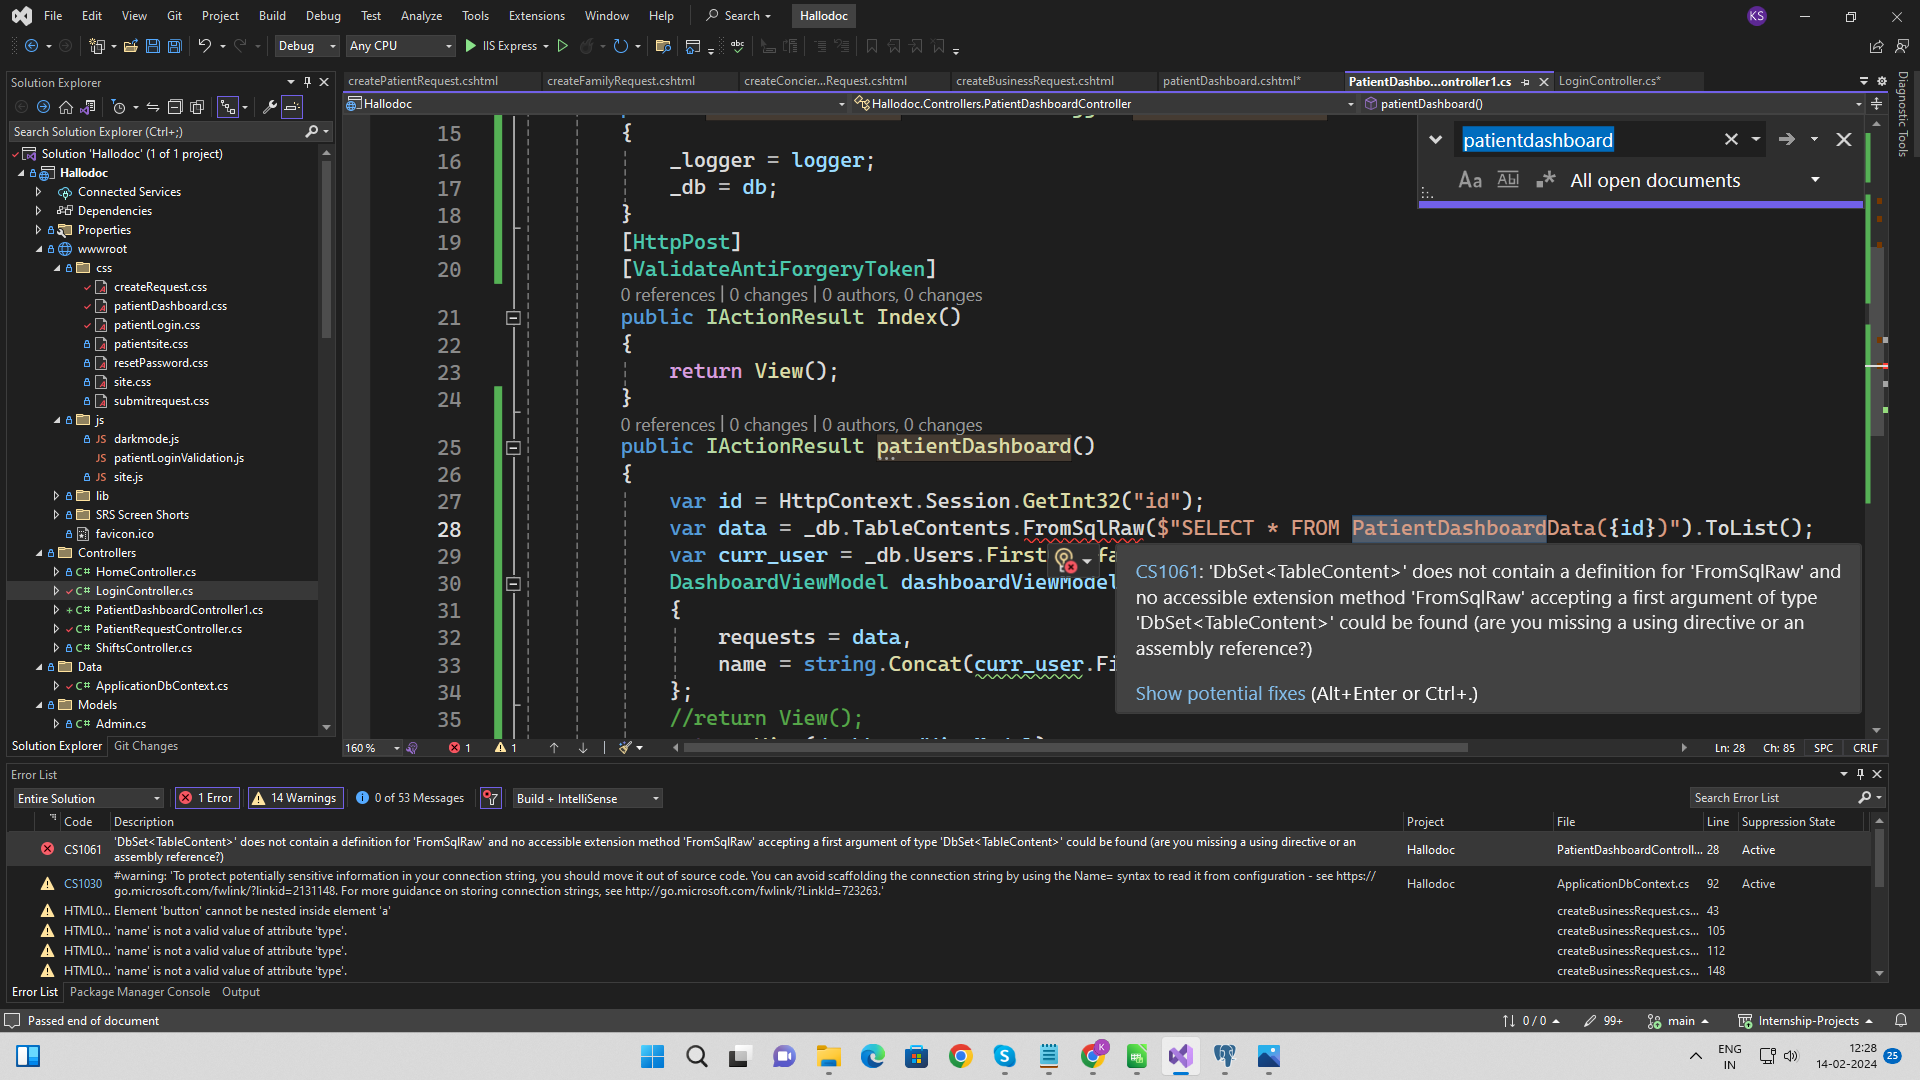 File Edit View Git Project Build Debug Test Analyze Tools Extensions Window Help Search Hallodoc KS
Debug Any CPU IIS Express
Solution Explorer
Search Solution Explorer (Ctrl+;)
Solution 'Hallodoc' (1 of 1 project)
Hallodoc
Connected Services
Dependencies
Properties
wwwroot
css
createRequest.css
patientDashboard.css
patientLogin.css
patientsite.css
resetPassword.css
site.css
submitrequest.css
js
JS darkmode.js
JS patientLoginValidation.js
JS site.js
lib
SRS Screen Shorts
favicon.ico
Controllers
C# HomeController.cs
C# LoginController.cs
C# PatientDashboardController1.cs
C# PatientRequestController.cs
C# ShiftsController.cs
Data
C# ApplicationDbContext.cs
Models
C# Admin.cs
Solution Explorer Git Changes
createPatientRequest.cshtml createFamilyRequest.cshtml createConcier...Request.cshtml createBusinessRequest.cshtml patientDashboard.cshtml* PatientDashbo...ontroller1.cs LoginController.cs*
Hallodoc Hallodoc.Controllers.PatientDashboardController patientDashboard()
patientdashboard
Aa Abl .* All open documents
Diagnostic Tools
15 {
16 _logger = logger;
17 _db = db;
18 }
19 [HttpPost]
20 [ValidateAntiForgeryToken]
0 references | 0 changes | 0 authors, 0 changes
21 public IActionResult Index()
22 {
23 return View();
24 }
0 references | 0 changes | 0 authors, 0 changes
25 public IActionResult patientDashboard()
26 {
27 var id = HttpContext.Session.GetInt32("id");
28 var data = _db.TableContents.FromSqlRaw($"SELECT * FROM PatientDashboardData({id})").ToList();
29 var curr_user = _db.Users.First
30 DashboardViewModel dashboardViewModel
31 {
32 requests = data,
33 name = string.Concat(curr_user.Fi
34 };
35 //return View();
CS1061: 'DbSet<TableContent>' does not contain a definition for 'FromSqlRaw' and
no accessible extension method 'FromSqlRaw' accepting a first argument of type
'DbSet<TableContent>' could be found (are you missing a using directive or an
assembly reference?)
Show potential fixes (Alt+Enter or Ctrl+.)
160 % 1 1 Ln: 28 Ch: 85 SPC CRLF
Error List
Entire Solution 1 Error 14 Warnings 0 of 53 Messages Build + IntelliSense Search Error List
Code Description Project File Line Suppression State
CS1061 'DbSet<TableContent>' does not contain a definition for 'FromSqlRaw' and no accessible extension method 'FromSqlRaw' accepting a first argument of type 'DbSet<TableContent>' could be found (are you missing a using directive or an
assembly reference?) Hallodoc PatientDashboardControll... 28 Active
#warning: 'To protect potentially sensitive information in your connection string, you should move it out of source code. You can avoid scaffolding the connection string by using the Name= syntax to read it from configuration - see https://
CS1030 go.microsoft.com/fwlink/?linkid=2131148. For more guidance on storing connection strings, see http://go.microsoft.com/fwlink/?LinkId=723263.' Hallodoc ApplicationDbContext.cs 92 Active
HTML0... Element 'button' cannot be nested inside element 'a' createBusinessRequest.cs... 43
HTML0... 'name' is not a valid value of attribute 'type'. createBusinessRequest.cs... 105
HTML0... 'name' is not a valid value of attribute 'type'. createBusinessRequest.cs... 112
HTML0... 'name' is not a valid value of attribute 'type'. createBusinessRequest.cs... 148
Error List Package Manager Console Output
Passed end of document 0 / 0 99+ main Internship-Projects
ENG
IN
12:28
14-02-2024
25